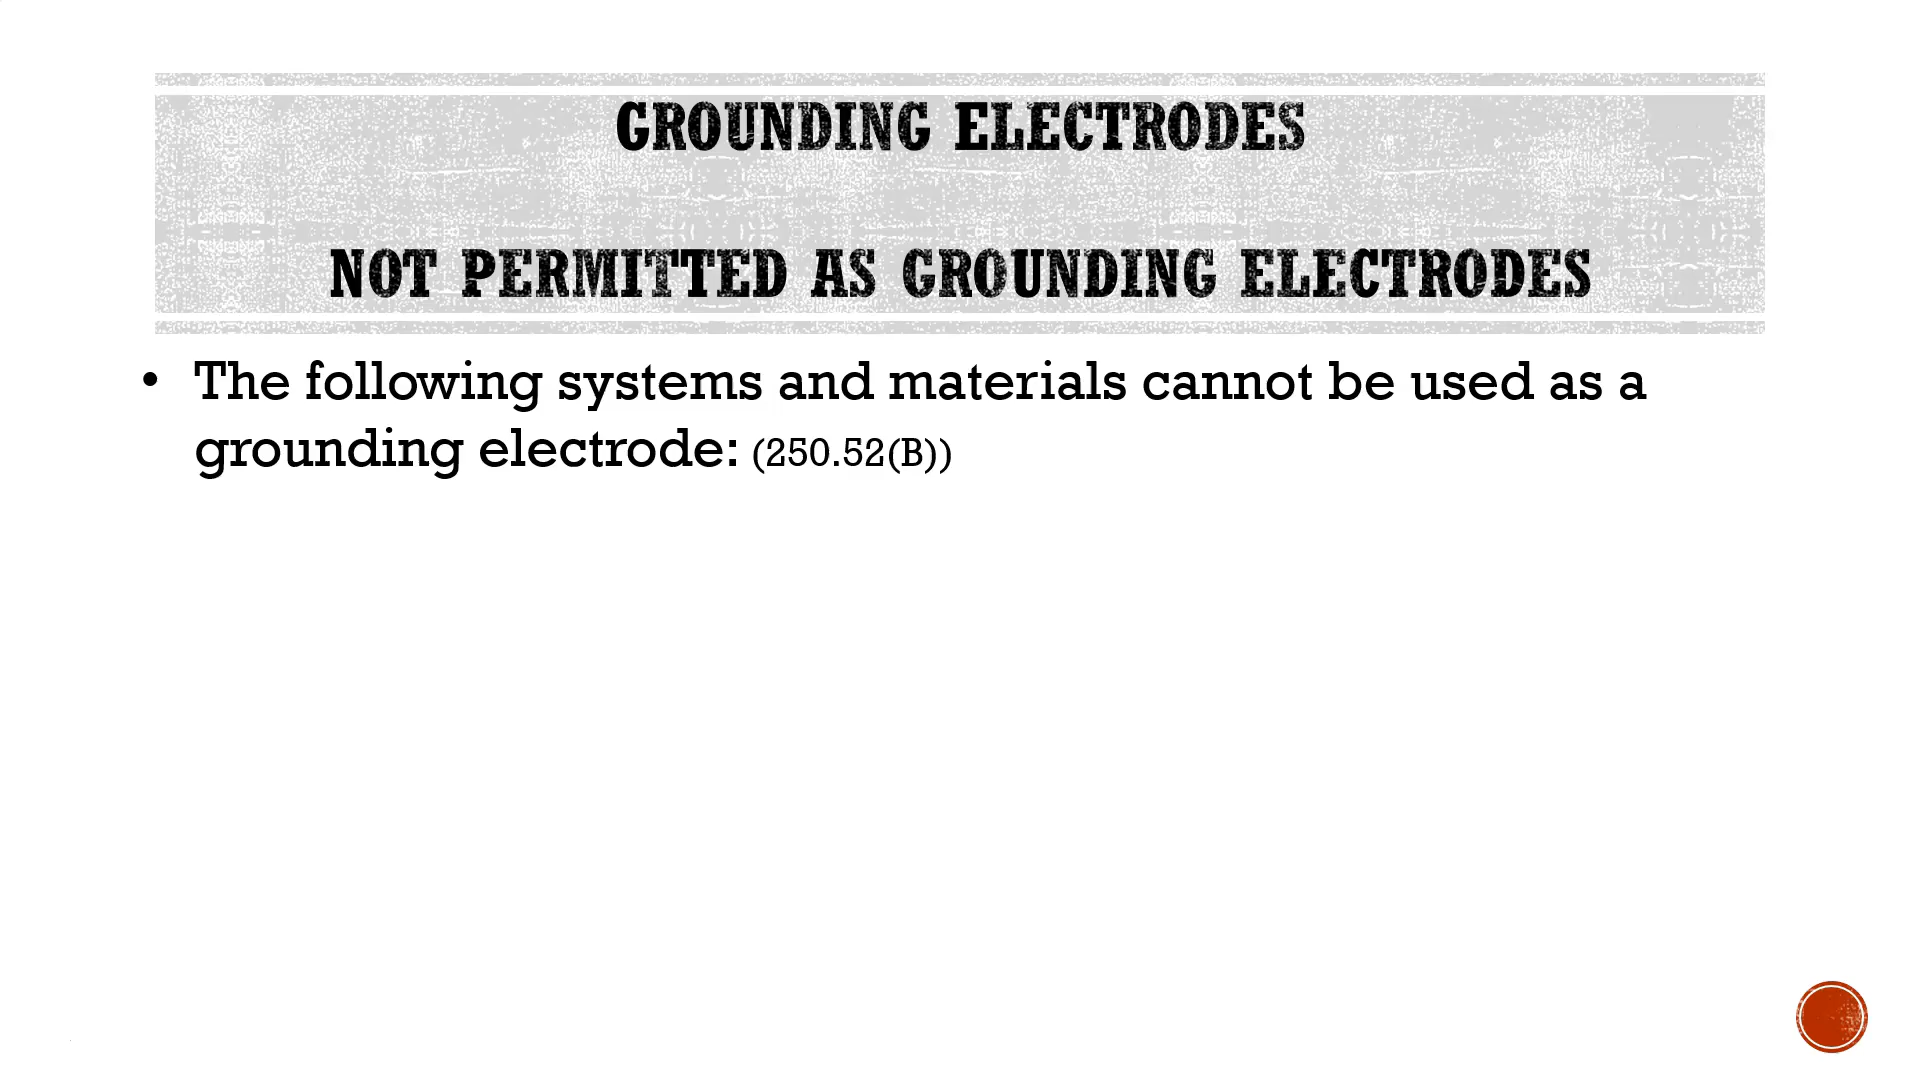 GROUNDING ELECTRODES
NOT PERMITTED AS GROUNDING ELECTRODES
• The following systems and materials cannot be used as a
grounding electrode: (250.52(B))